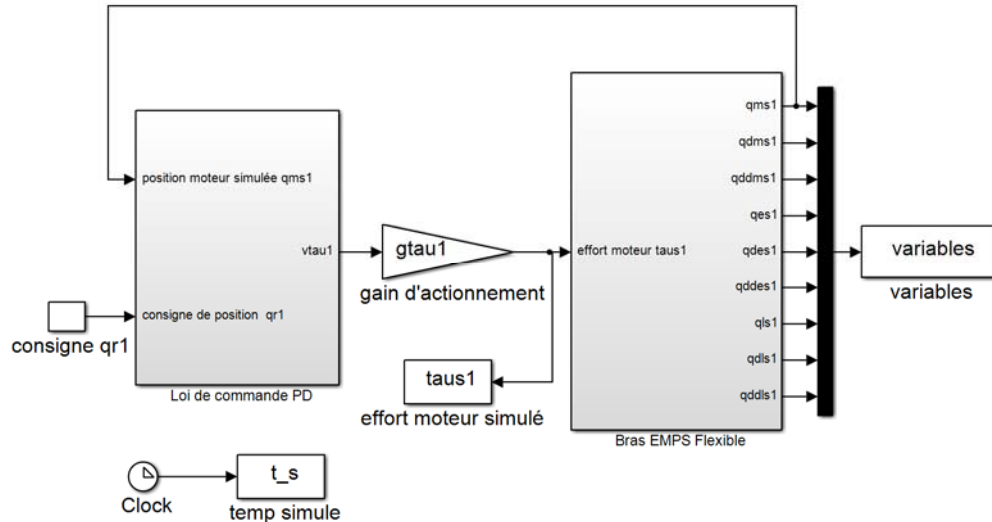 position moteur simulée qms1
vtau1
consigne de position qr1
Loi de commande PD
consigne qr1
gtau1
gain d'actionnement
taus1
effort moteur simulé
effort moteur taus1
qms1
qdms1
qddms1
qes1
qdes1
qddes1
qls1
qdls1
qddls1
Bras EMPS Flexible
variables
variables
Clock
t_s
temp simule